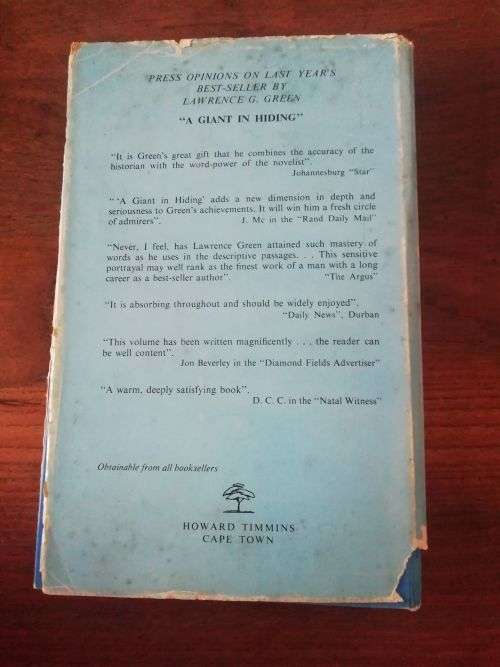 PRESS OPINIONS ON LAST YEAR'S
BEST-SELLER BY
LAWRENCE G. GREEN
"A GIANT IN HIDING"
"It is Green's great gift that he combines the accuracy of the
historian with the word-power of the novelist".
Johannesburg "Star"
" 'A Giant in Hiding' adds a new dimension in depth and
seriousness to Green's achievements. It will win him a fresh circle
of admirers". J. Mc in the "Rand Daily Mail"
"Never, I feel, has Lawrence Green attained such mastery of
words as he uses in the descriptive passages. . . This sensitive
portrayal may well rank as the finest work of a man with a long
career as a best-seller author". "The Argus"
"It is absorbing throughout and should be widely enjoyed".
"Daily News", Durban
"This volume has been written magnificently . . . the reader can
be well content".
Jon Beverley in the "Diamond Fields Advertiser"
"A warm, deeply satisfying book".
D. C. C. in the "Natal Witness"
Obtainable from all booksellers
HOWARD TIMMINS
CAPE TOWN